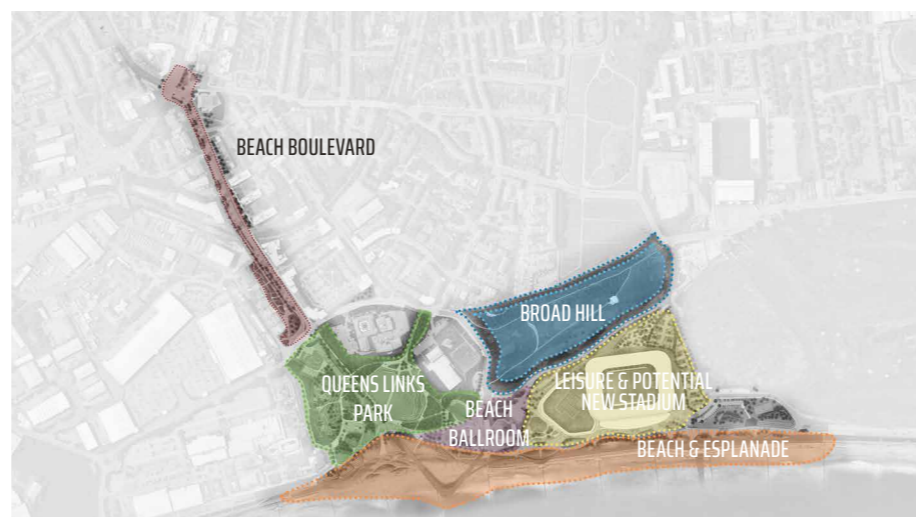 BEACH BOULEVARD
BROAD HILL
QUEENS LINKS
PARK
LEISURE & POTENTIAL
NEW STADIUM
BEACH
BALLROOM
BEACH & ESPLANADE